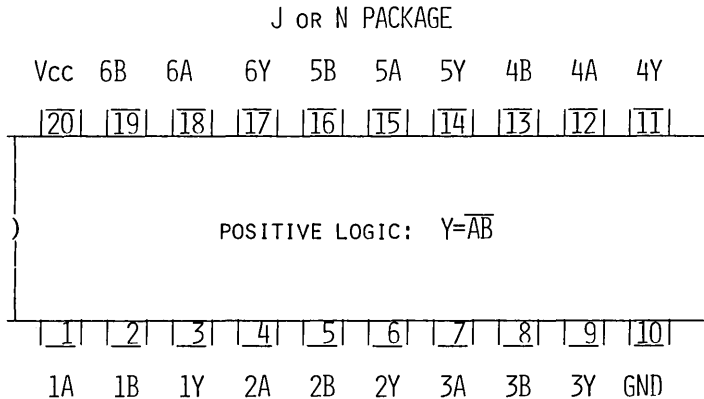 J OR N PACKAGE
Vcc 6B 6A 6Y 5B 5A 5Y 4B 4A 4Y
20 19 18 17 16 15 14 13 12 11
POSITIVE LOGIC: Y=A̅B̅
1 2 3 4 5 6 7 8 9 10
1A 1B 1Y 2A 2B 2Y 3A 3B 3Y GND